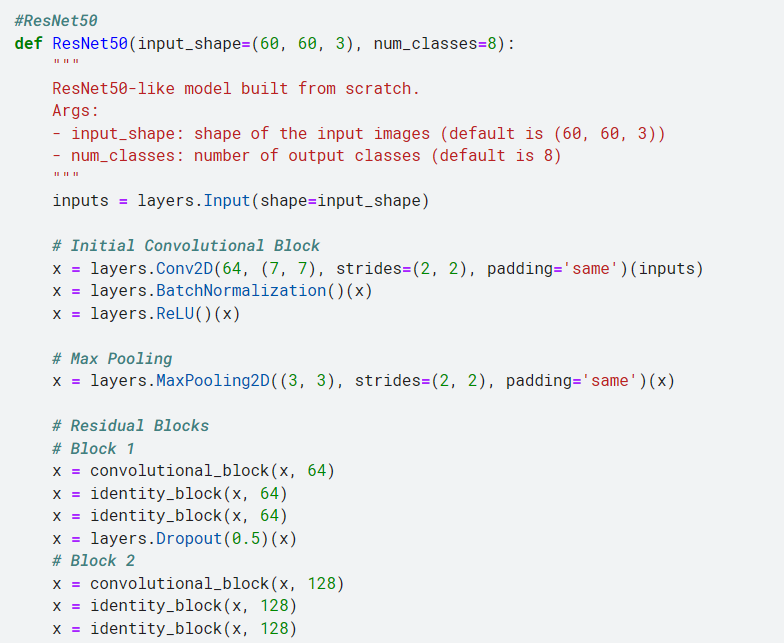 #ResNet50
def ResNet50(input_shape=(60, 60, 3), num_classes=8):
    """
    ResNet50-like model built from scratch.
    Args:
    - input_shape: shape of the input images (default is (60, 60, 3))
    - num_classes: number of output classes (default is 8)
    """
    inputs = layers.Input(shape=input_shape)

    # Initial Convolutional Block
    x = layers.Conv2D(64, (7, 7), strides=(2, 2), padding='same')(inputs)
    x = layers.BatchNormalization()(x)
    x = layers.ReLU()(x)

    # Max Pooling
    x = layers.MaxPooling2D((3, 3), strides=(2, 2), padding='same')(x)

    # Residual Blocks
    # Block 1
    x = convolutional_block(x, 64)
    x = identity_block(x, 64)
    x = identity_block(x, 64)
    x = layers.Dropout(0.5)(x)
    # Block 2
    x = convolutional_block(x, 128)
    x = identity_block(x, 128)
    x = identity_block(x, 128)